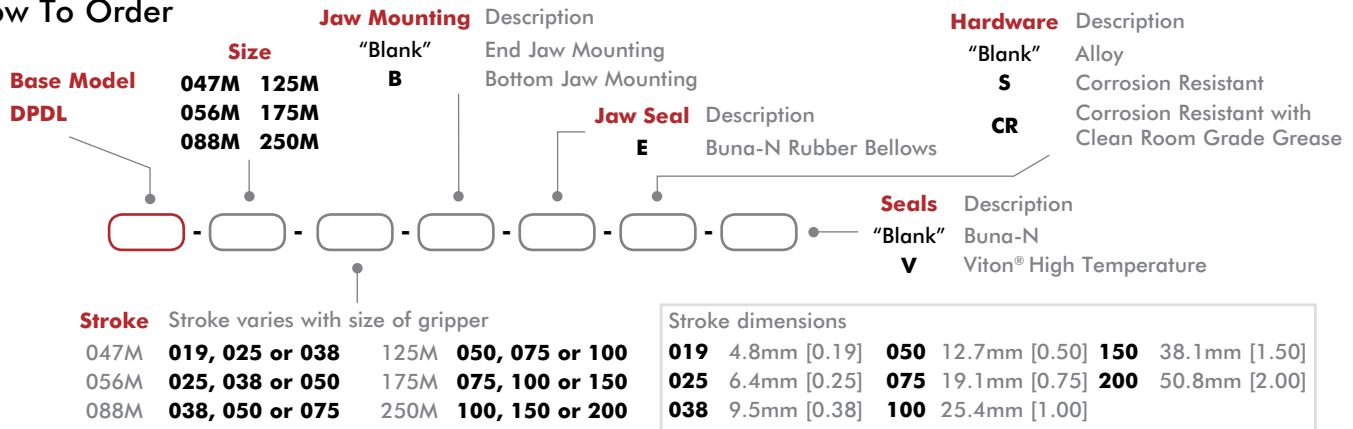 ow To Order
Jaw Mounting Description
"Blank" End Jaw Mounting
B Bottom Jaw Mounting
Hardware Description
"Blank" Alloy
S Corrosion Resistant
CR Corrosion Resistant with
Clean Room Grade Grease
Size
047M 125M
056M 175M
088M 250M
Base Model
DPDL
Jaw Seal Description
E Buna-N Rubber Bellows
- - - - - -
Seals Description
"Blank" Buna-N
V Viton® High Temperature
Stroke Stroke varies with size of gripper
047M 019, 025 or 038 125M 050, 075 or 100
056M 025, 038 or 050 175M 075, 100 or 150
088M 038, 050 or 075 250M 100, 150 or 200
Stroke dimensions
019 4.8mm [0.19] 050 12.7mm [0.50] 150 38.1mm [1.50]
025 6.4mm [0.25] 075 19.1mm [0.75] 200 50.8mm [2.00]
038 9.5mm [0.38] 100 25.4mm [1.00]